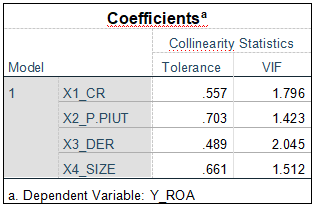 Coefficientsᵃ
Collinearity Statistics
Model Tolerance VIF
1 X1_CR .557 1.796
X2_P.PIUT .703 1.423
X3_DER .489 2.045
X4_SIZE .661 1.512
a. Dependent Variable: Y_ROA